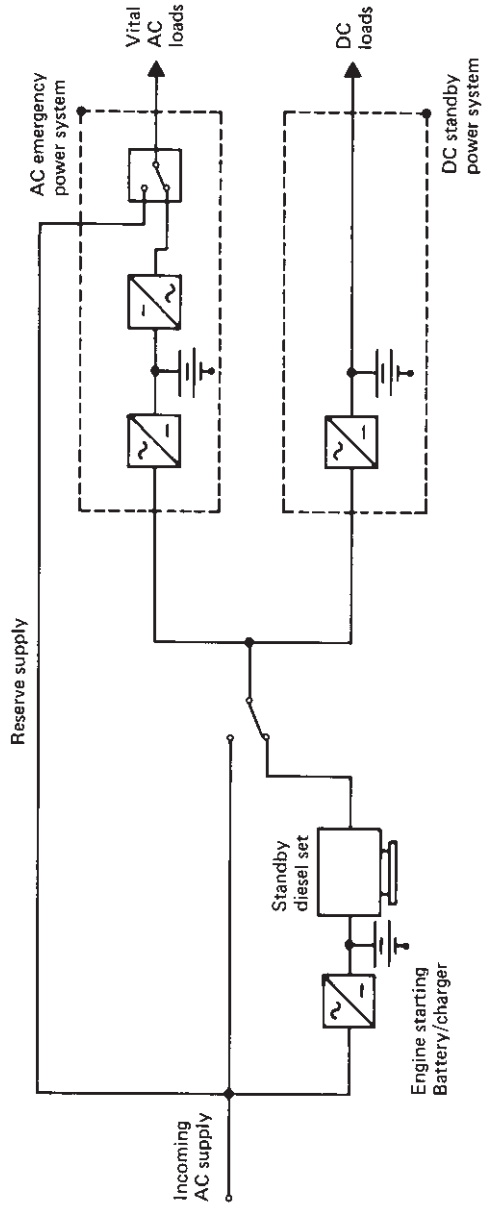 Incoming
AC supply
Reserve supply
Engine starting
Battery/charger
Standby
diesel set
AC emergency
power system
Vital
AC
loads
DC
loads
DC standby
power system